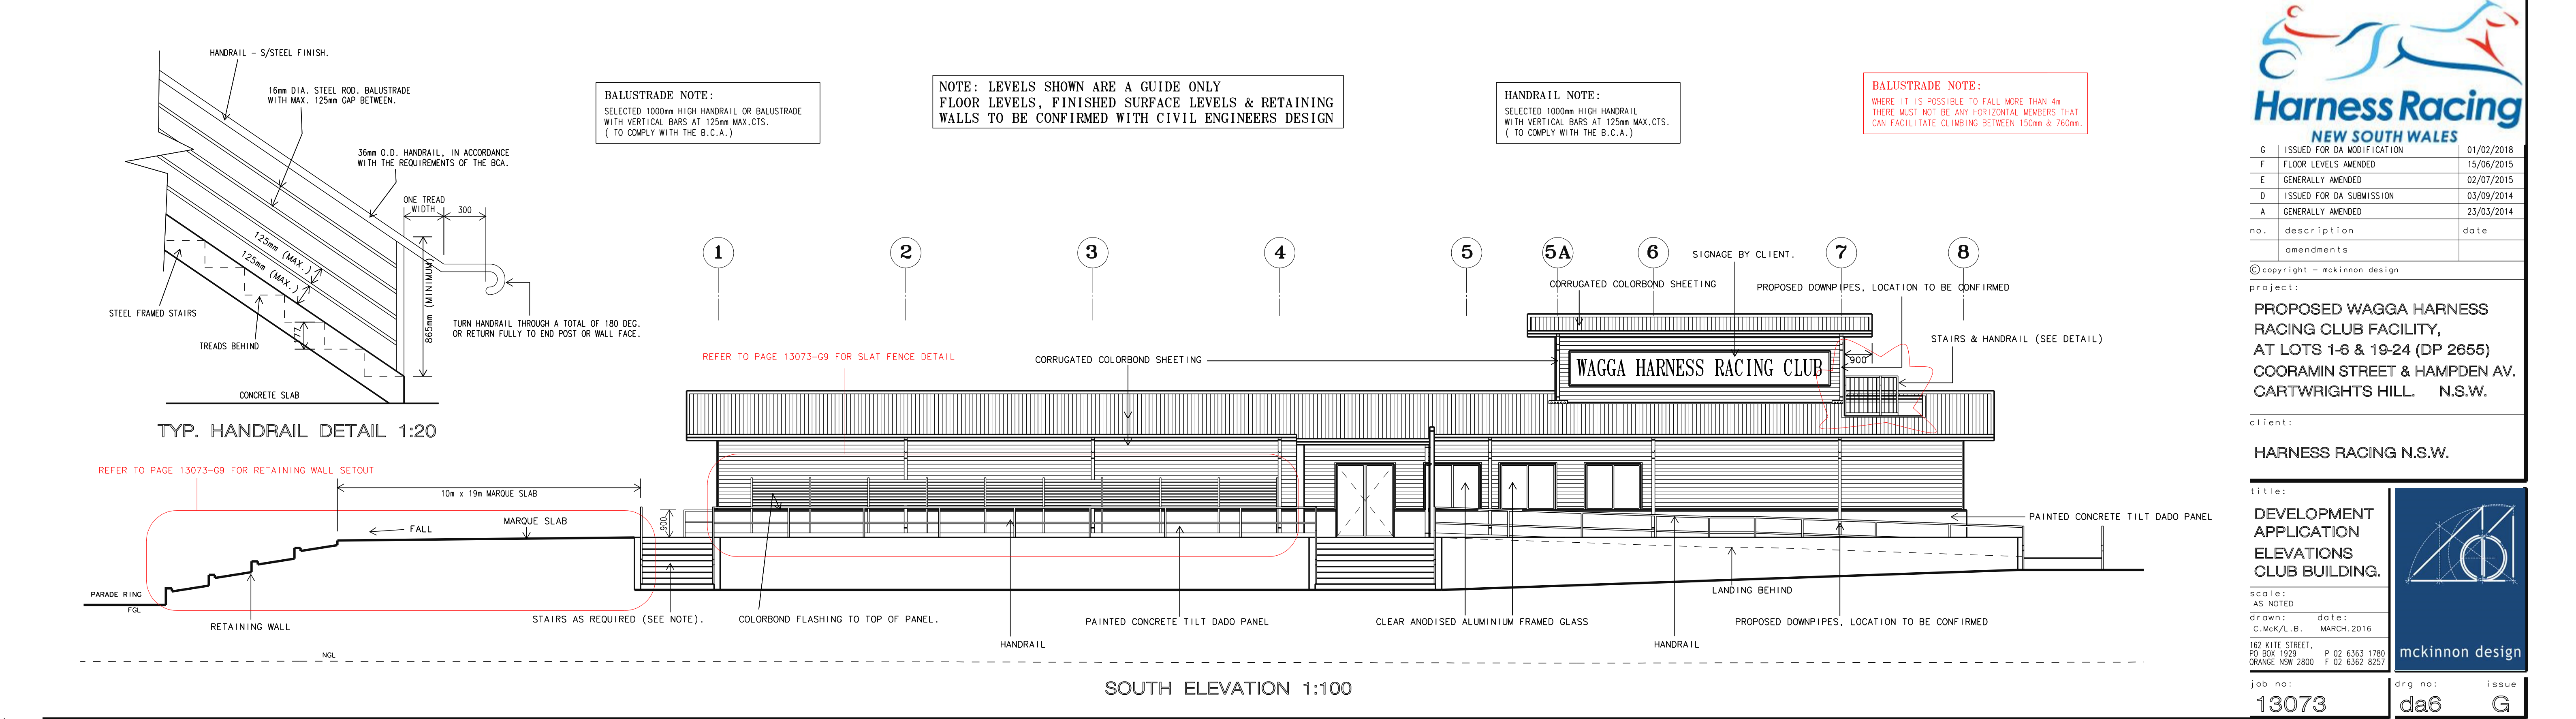 HANDRAIL - S/STEEL FINISH.
16mm DIA. STEEL ROD. BALUSTRADE
WITH MAX. 125mm GAP BETWEEN.
36mm O.D. HANDRAIL, IN ACCORDANCE
WITH THE REQUIREMENTS OF THE BCA.
ONE TREAD
WIDTH
300
125mm (MAX.)
125mm (MAX.)
865mm (MINIMUM)
177
STEEL FRAMED STAIRS
TREADS BEHIND
TURN HANDRAIL THROUGH A TOTAL OF 180 DEG.
OR RETURN FULLY TO END POST OR WALL FACE.
CONCRETE SLAB
TYP. HANDRAIL DETAIL 1:20
BALUSTRADE NOTE:
SELECTED 1000mm HIGH HANDRAIL OR BALUSTRADE
WITH VERTICAL BARS AT 125mm MAX.CTS.
( TO COMPLY WITH THE B.C.A.)
NOTE: LEVELS SHOWN ARE A GUIDE ONLY
FLOOR LEVELS, FINISHED SURFACE LEVELS & RETAINING
WALLS TO BE CONFIRMED WITH CIVIL ENGINEERS DESIGN
HANDRAIL NOTE:
SELECTED 1000mm HIGH HANDRAIL
WITH VERTICAL BARS AT 125mm MAX.CTS.
( TO COMPLY WITH THE B.C.A.)
BALUSTRADE NOTE:
WHERE IT IS POSSIBLE TO FALL MORE THAN 4m
THERE MUST NOT BE ANY HORIZONTAL MEMBERS THAT
CAN FACILITATE CLIMBING BETWEEN 150mm & 760mm.
1 2 3 4 5 5A 6 7 8
SIGNAGE BY CLIENT.
CORRUGATED COLORBOND SHEETING
PROPOSED DOWNPIPES, LOCATION TO BE CONFIRMED
STAIRS & HANDRAIL (SEE DETAIL)
REFER TO PAGE 13073-G9 FOR SLAT FENCE DETAIL
CORRUGATED COLORBOND SHEETING
WAGGA HARNESS RACING CLUB
900
REFER TO PAGE 13073-G9 FOR RETAINING WALL SETOUT
10m x 19m MARQUE SLAB
FALL
MARQUE SLAB
900
PAINTED CONCRETE TILT DADO PANEL
PARADE RING
FGL
RETAINING WALL
STAIRS AS REQUIRED (SEE NOTE).
COLORBOND FLASHING TO TOP OF PANEL.
HANDRAIL
PAINTED CONCRETE TILT DADO PANEL
CLEAR ANODISED ALUMINIUM FRAMED GLASS
LANDING BEHIND
HANDRAIL
PROPOSED DOWNPIPES, LOCATION TO BE CONFIRMED
NGL
SOUTH ELEVATION 1:100
Harness Racing
NEW SOUTH WALES
G ISSUED FOR DA MODIFICATION 01/02/2018
F FLOOR LEVELS AMENDED 15/06/2015
E GENERALLY AMENDED 02/07/2015
D ISSUED FOR DA SUBMISSION 03/09/2014
A GENERALLY AMENDED 23/03/2014
no. description date
amendments
© copyright - mckinnon design
project:
PROPOSED WAGGA HARNESS
RACING CLUB FACILITY,
AT LOTS 1-6 & 19-24 (DP 2655)
COORAMIN STREET & HAMPDEN AV.
CARTWRIGHTS HILL. N.S.W.
client:
HARNESS RACING N.S.W.
title:
DEVELOPMENT
APPLICATION
ELEVATIONS
CLUB BUILDING.
scale:
AS NOTED
drawn: date:
C.McK/L.B. MARCH.2016
162 KITE STREET,
PO BOX 1929 P 02 6363 1780
ORANGE NSW 2800 F 02 6362 8257
mckinnon design
job no: drg no: issue
13073 da6 G